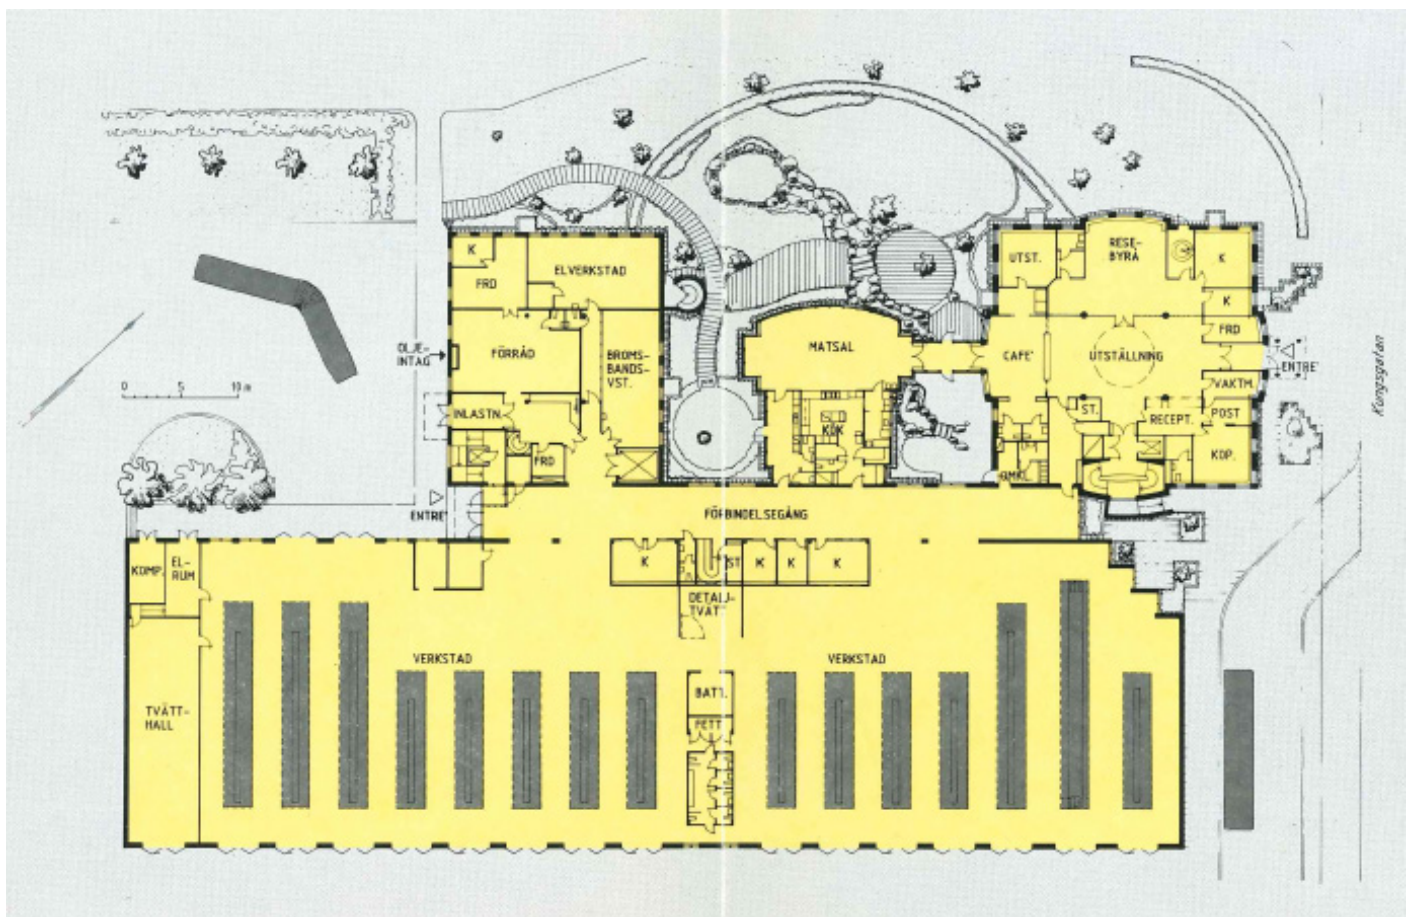 K
FRD
ELVERKSTAD
UTST.
RESE-
BYRÅ
K
K
FRD
OLJE-
INTAG
FÖRRÅD
BROMS-
BANDS-
VST.
MATSAL
CAFE'
UTSTÄLLNING
ENTRE'
Kungsgatan
0 5 10 m
VAKTM.
INLASTN.
ST.
RECEPT.
POST
KÖK
FRD
KOP.
OMKL.
ENTRE'
FÖRBINDELSEGÅNG
KOMP.
EL-
RUM
K
ST
K
K
K
DETALJ-
TVÄTT
VERKSTAD
VERKSTAD
BATT.
TVÄTT-
HALL
FETT